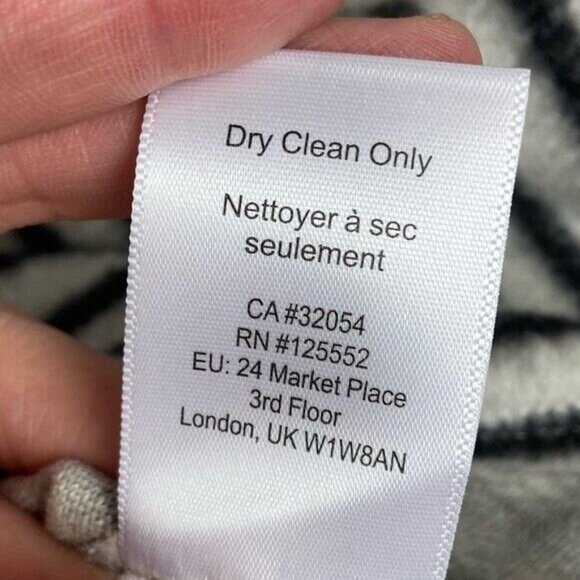 Dry Clean Only
Nettoyer à sec
seulement
CA #32054
RN #125552
EU: 24 Market Place
3rd Floor
London, UK W1W8AN